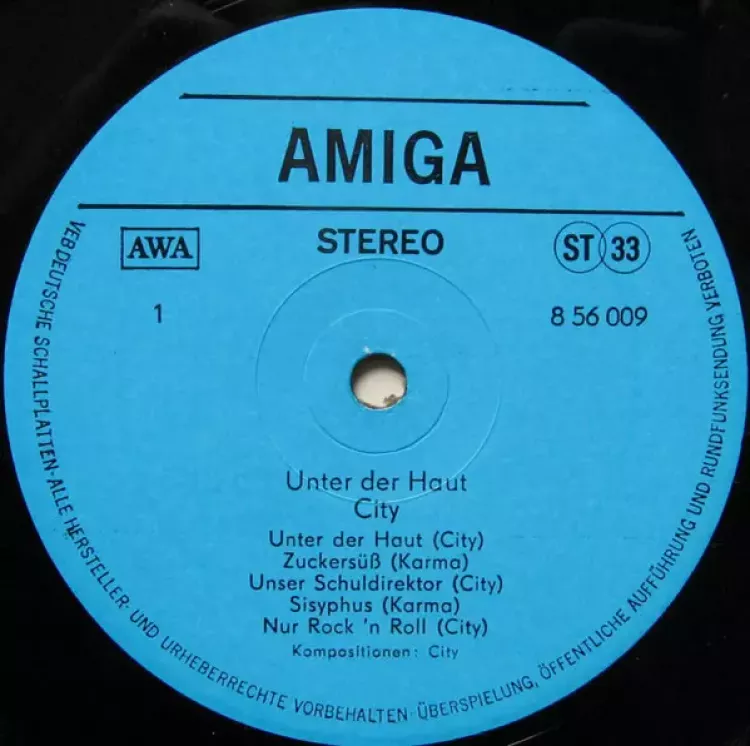 AMIGA
AWA
STEREO
ST 33
1
8 56 009
Unter der Haut
City
Unter der Haut (City)
Zuckersüß (Karma)
Unser Schuldirektor (City)
Sisyphus (Karma)
Nur Rock 'n Roll (City)
Kompositionen: City
VEB DEUTSCHE SCHALLPLATTEN·ALLE HERSTELLER- UND URHEBERRECHTE VORBEHALTEN·ÜBERSPIELUNG, ÖFFENTLICHE AUFFÜHRUNG UND RUNDFUNKSENDUNG VERBOTEN